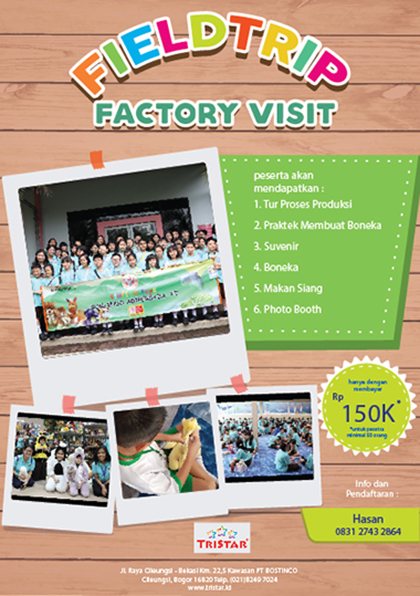 FIELDTRIP
FACTORY VISIT
peserta akan
mendapatkan :
1. Tur Proses Produksi
2. Praktek Membuat Boneka
3. Suvenir
4. Boneka
5. Makan Siang
6. Photo Booth
hanya dengan
membayar
Rp
150K*
*untuk peserta
Info dan
Pendaftaran :
Hasan
0831 2743 2864
TRISTAR
Jl. Raya Cileungsi - Bekasi Km. 22,5 Kawasan PT BOSTINCO
Cileungsi, Bogor 16820 Telp. (021)8249 7024
www.tristar.id